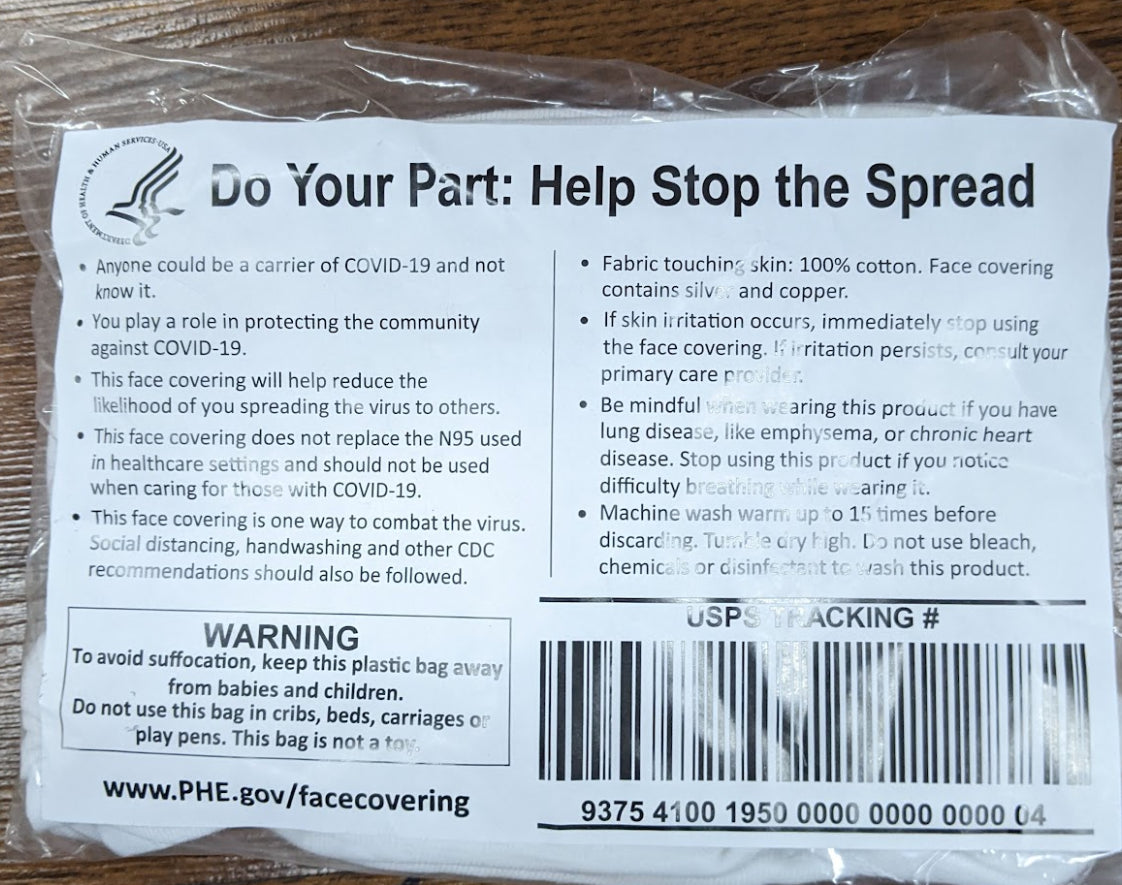 DEPARTMENT OF HEALTH & HUMAN SERVICES·USA
Do Your Part: Help Stop the Spread
• Anyone could be a carrier of COVID-19 and not
know it.
• You play a role in protecting the community
against COVID-19.
• This face covering will help reduce the
likelihood of you spreading the virus to others.
• This face covering does not replace the N95 used
in healthcare settings and should not be used
when caring for those with COVID-19.
• This face covering is one way to combat the virus.
Social distancing, handwashing and other CDC
recommendations should also be followed.
• Fabric touching skin: 100% cotton. Face covering
contains silver and copper.
• If skin irritation occurs, immediately stop using
the face covering. If irritation persists, consult your
primary care provider.
• Be mindful when wearing this product if you have
lung disease, like emphysema, or chronic heart
disease. Stop using this product if you notice
difficulty breathing while wearing it.
• Machine wash warm up to 15 times before
discarding. Tumble dry high. Do not use bleach,
chemicals or disinfectant to wash this product.
WARNING
To avoid suffocation, keep this plastic bag away
from babies and children.
Do not use this bag in cribs, beds, carriages or
play pens. This bag is not a toy.
www.PHE.gov/facecovering
USPS TRACKING #
9375 4100 1950 0000 0000 0000 04